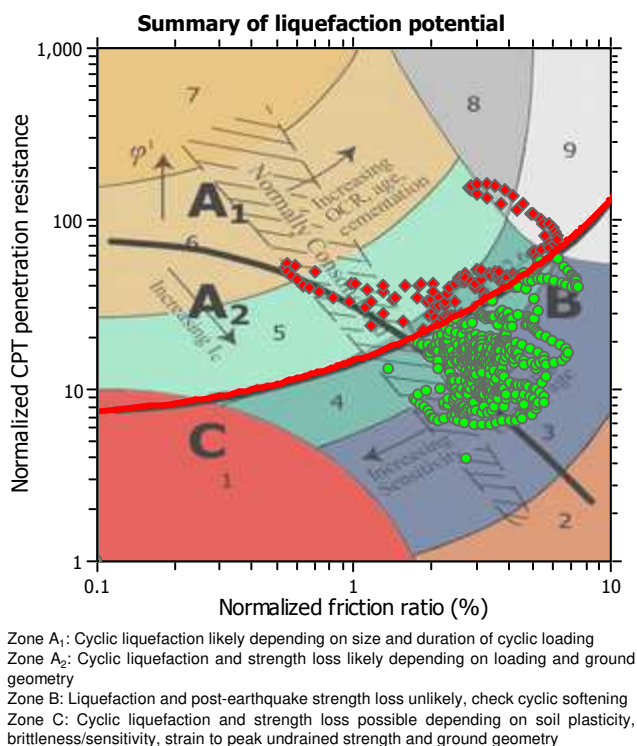 Summary of liquefaction potential
1,000
100
10
1
0.1
1
10
Normalized CPT penetration resistance
Normalized friction ratio (%)
7
8
9
φ'
A1
Normally Conso
Increasing
OCR, age,
cementation
6
A2
Increasing Ic
5
B
4
3
C
1
Increasing
Sensitivit
2
Zone A1: Cyclic liquefaction likely depending on size and duration of cyclic loading
Zone A2: Cyclic liquefaction and strength loss likely depending on loading and ground
geometry
Zone B: Liquefaction and post-earthquake strength loss unlikely, check cyclic softening
Zone C: Cyclic liquefaction and strength loss possible depending on soil plasticity,
brittleness/sensitivity, strain to peak undrained strength and ground geometry